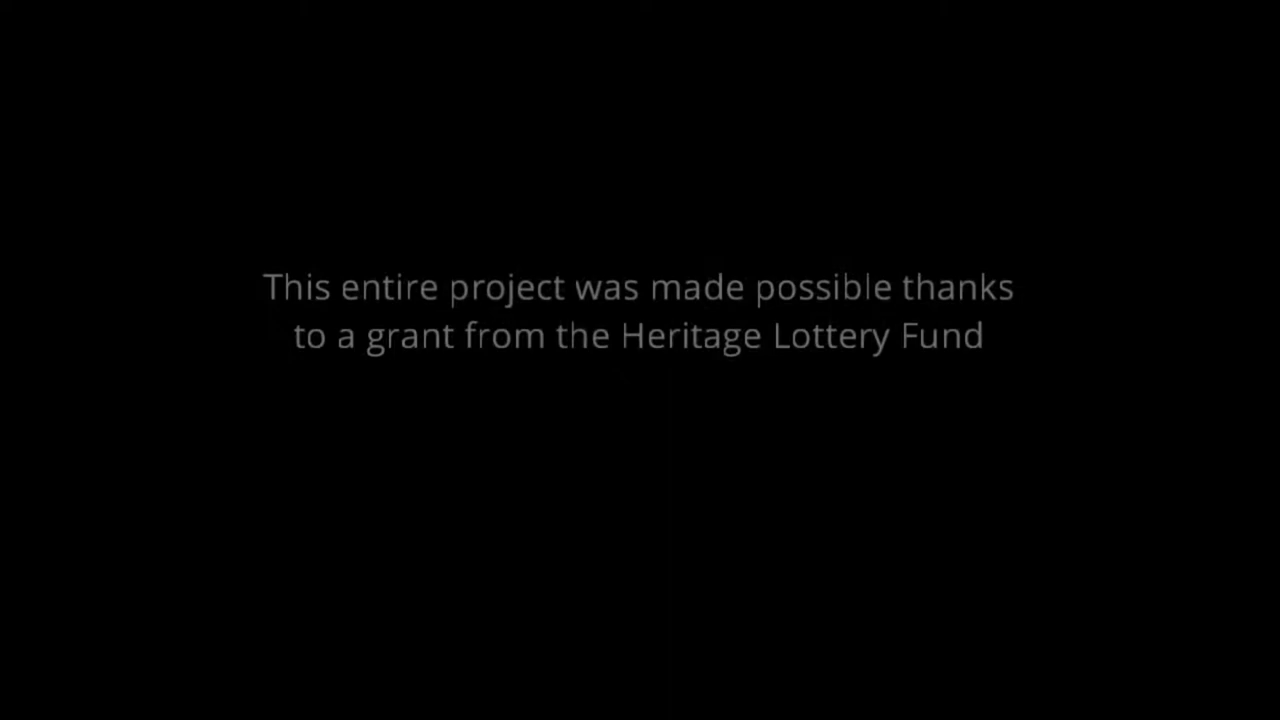 This entire project was made possible thanks
to a grant from the Heritage Lottery Fund